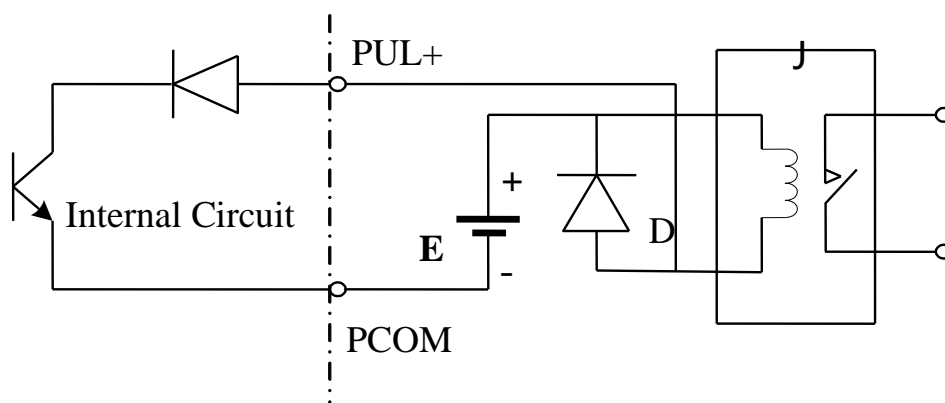 PUL+
J
+
Internal Circuit
E
D
-
PCOM